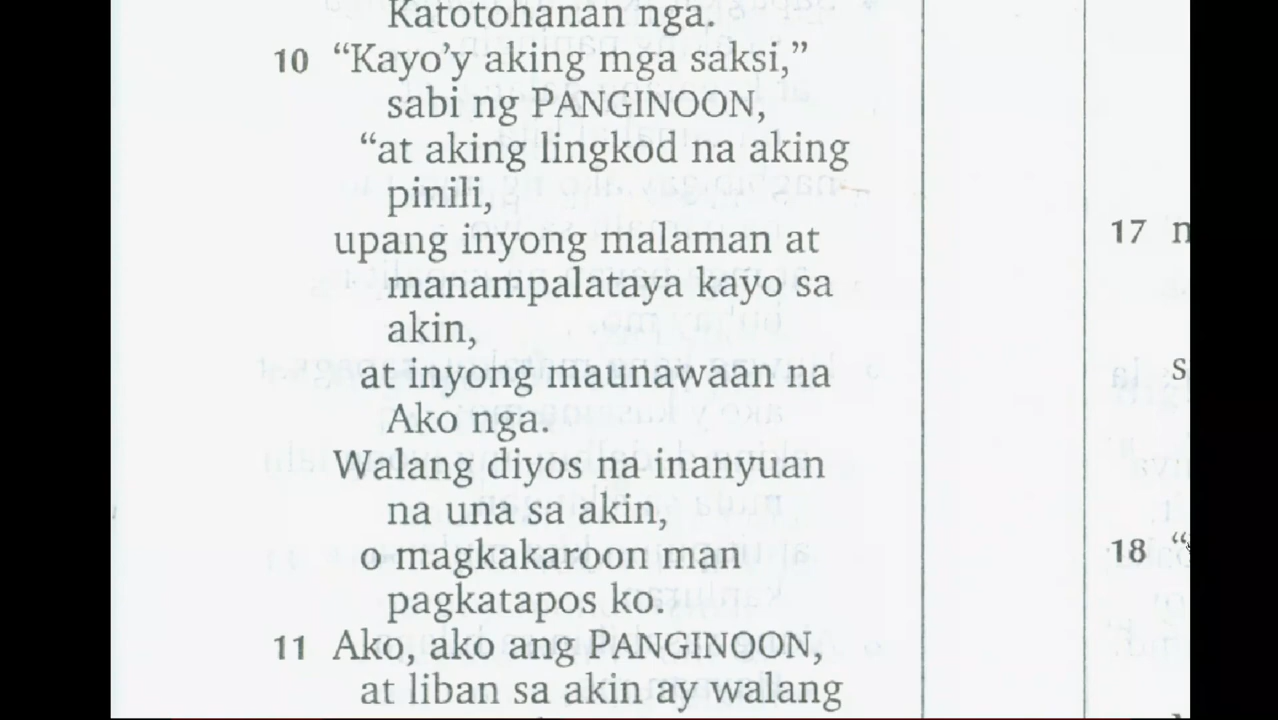 Katotohanan nga.
10 “Kayo’y aking mga saksi,”
sabi ng PANGINOON,
“at aking lingkod na aking
pinili,
upang inyong malaman at
manampalataya kayo sa
akin,
at inyong maunawaan na
Ako nga.
Walang diyos na inanyuan
na una sa akin,
o magkakaroon man
pagkatapos ko.
11 Ako, ako ang PANGINOON,
at liban sa akin ay walang
17
18 “